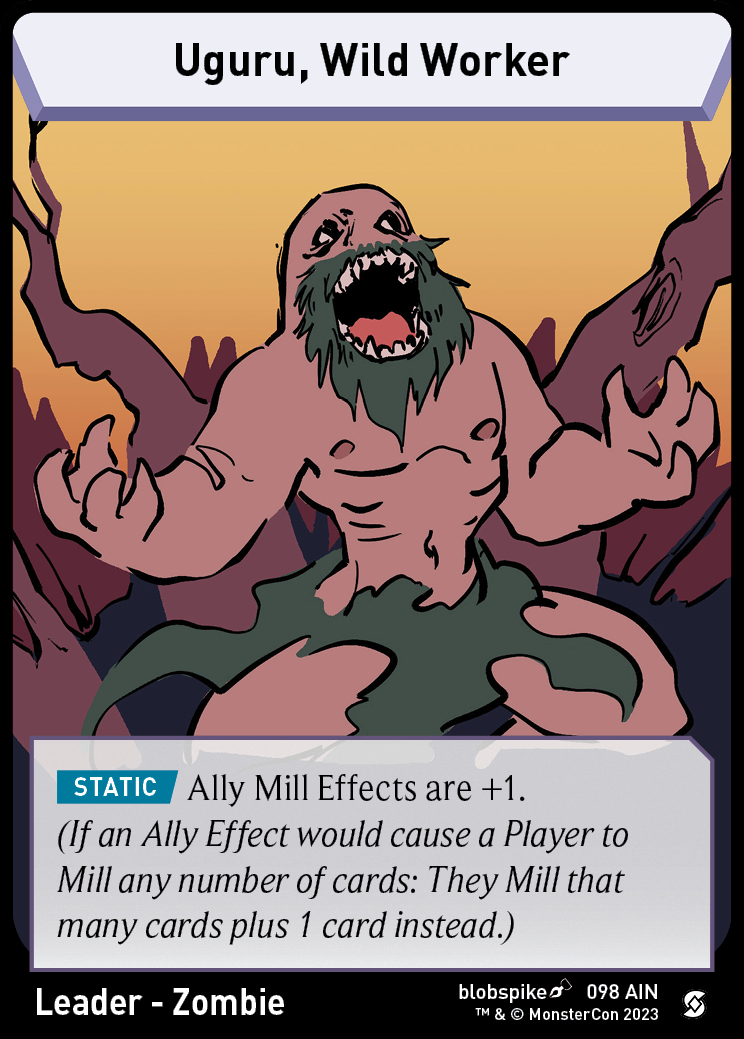 Uguru, Wild Worker
STATIC Ally Mill Effects are +1.
(If an Ally Effect would cause a Player to
Mill any number of cards: They Mill that
many cards plus 1 card instead.)
Leader - Zombie
blobspike 098 AIN
™ & © MonsterCon 2023